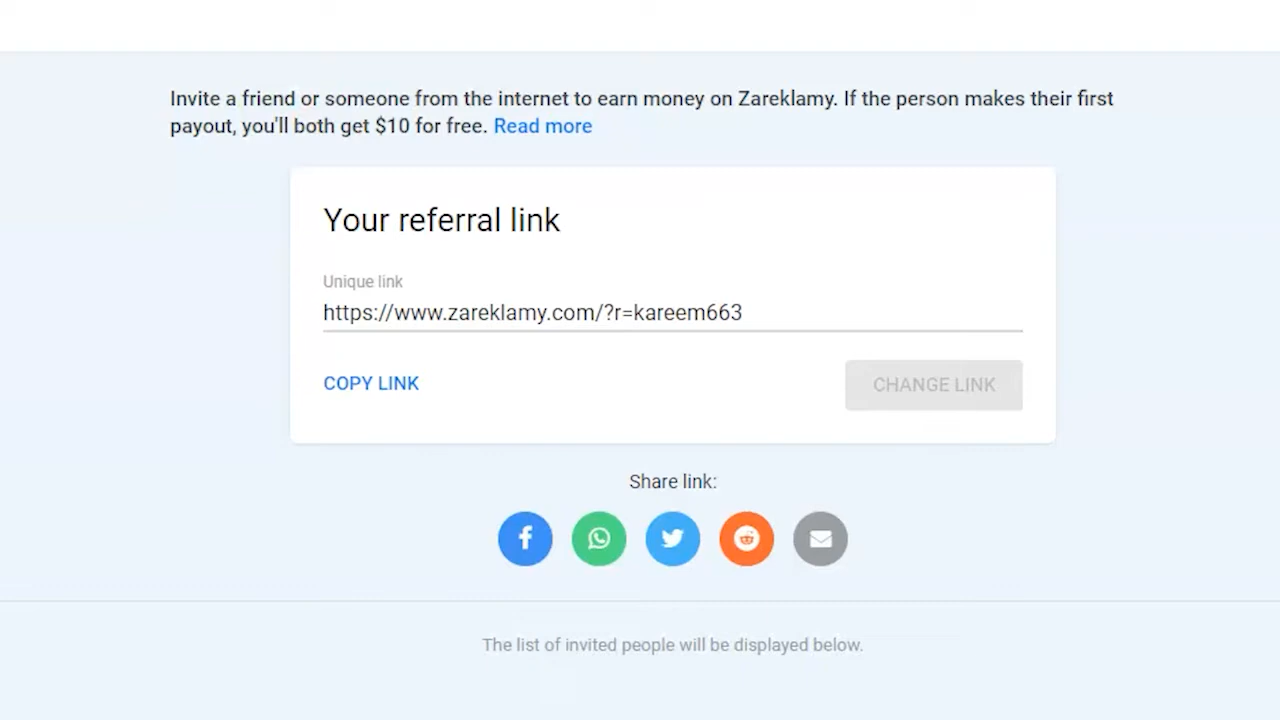 Invite a friend or someone from the internet to earn money on Zareklamy. If the person makes their first
payout, you'll both get $10 for free. Read more
Your referral link
Unique link
https://www.zareklamy.com/?r=kareem663
COPY LINK
CHANGE LINK
Share link:
The list of invited people will be displayed below.